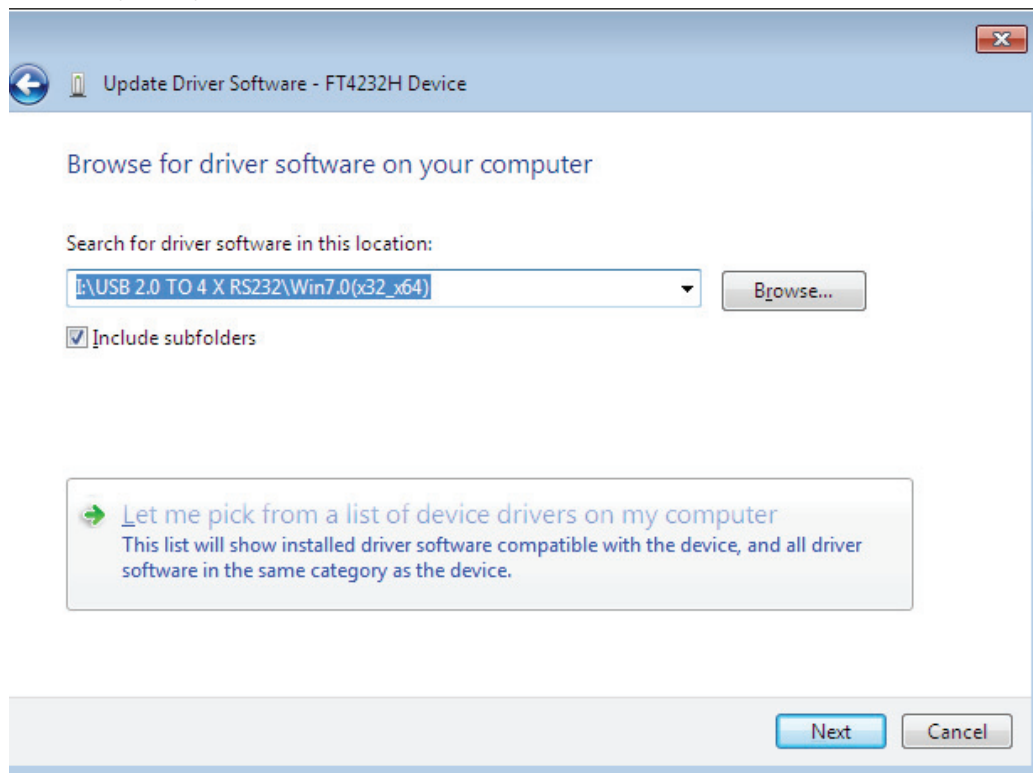 Update Driver Software - FT4232H Device
Browse for driver software on your computer
Search for driver software in this location:
I:\USB 2.0 TO 4 X RS232\Win7.0(x32_x64)
Browse...
Include subfolders
Let me pick from a list of device drivers on my computer
This list will show installed driver software compatible with the device, and all driver
software in the same category as the device.
Next
Cancel